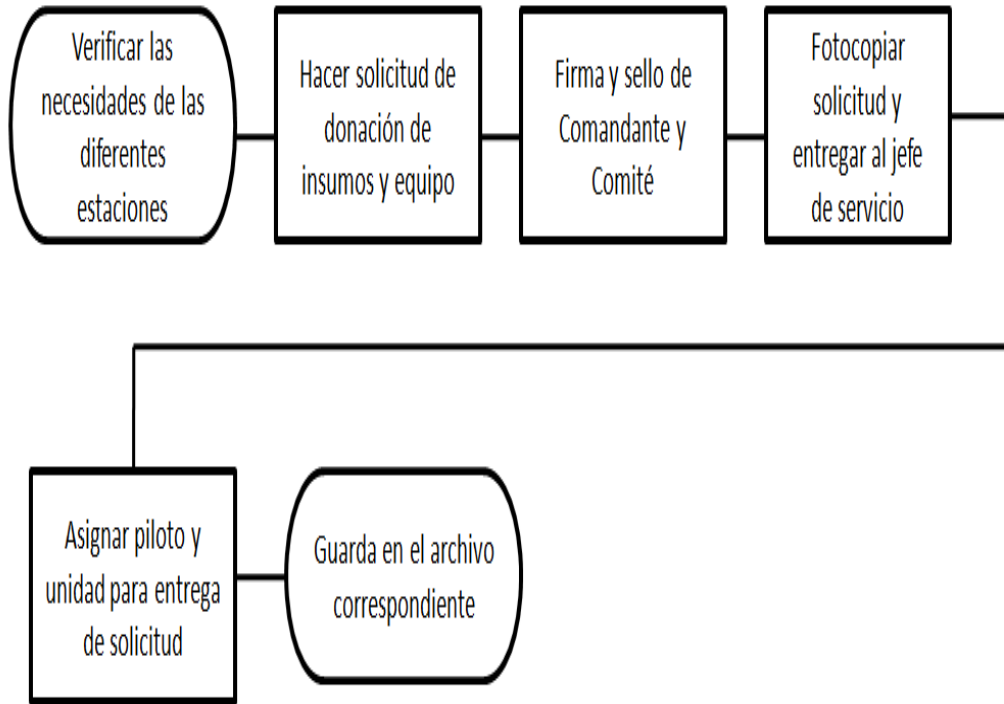 Verificar las
necesidades de las
diferentes
estaciones
Hacer solicitud de
donación de
insumos y equipo
Firma y sello de
Comandante y
Comité
Fotocopiar
solicitud y
entregar al jefe
de servicio
Asignar piloto y
unidad para entrega
de solicitud
Guarda en el archivo
correspondiente